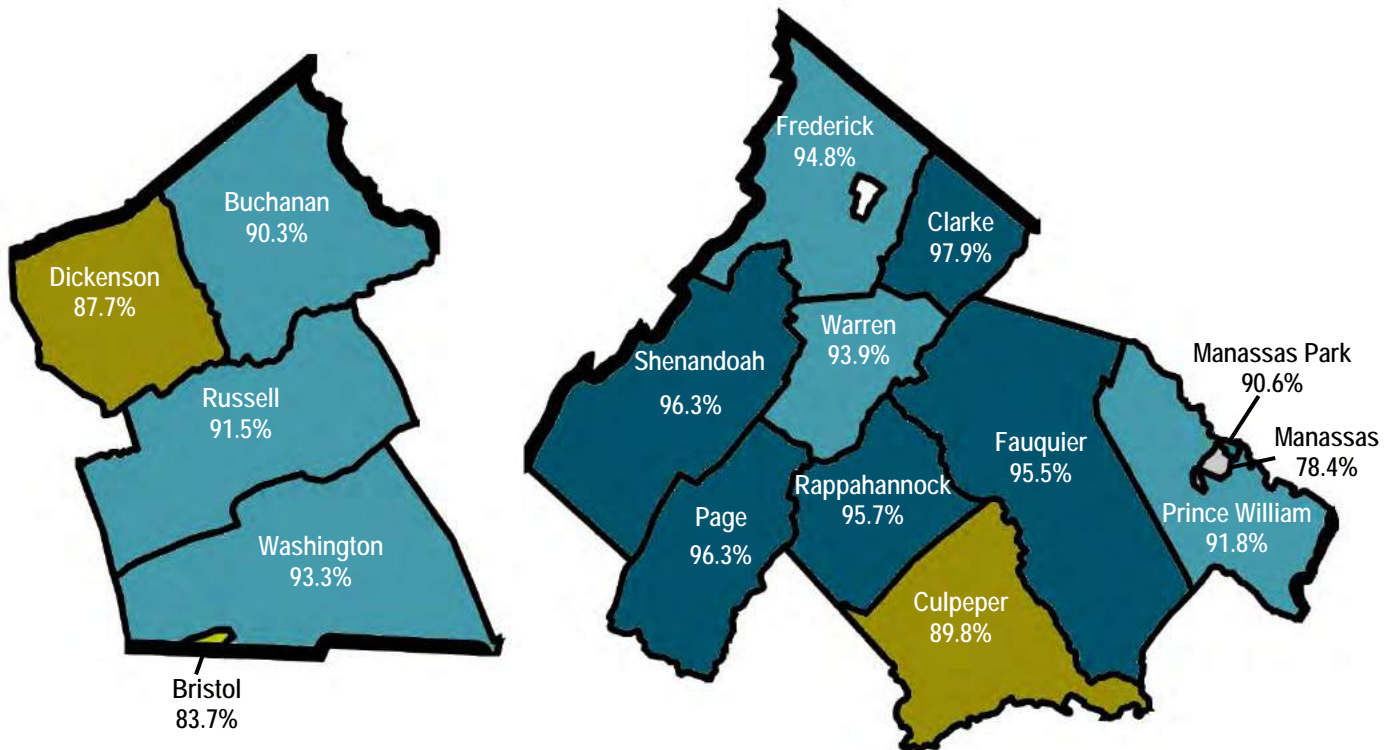 Buchanan
90.3%
Dickenson
87.7%
Russell
91.5%
Washington
93.3%
Bristol
83.7%
Frederick
94.8%
Clarke
97.9%
Warren
93.9%
Shenandoah
96.3%
Manassas Park
90.6%
Manassas
78.4%
Fauquier
95.5%
Rappahannock
95.7%
Page
96.3%
Prince William
91.8%
Culpeper
89.8%